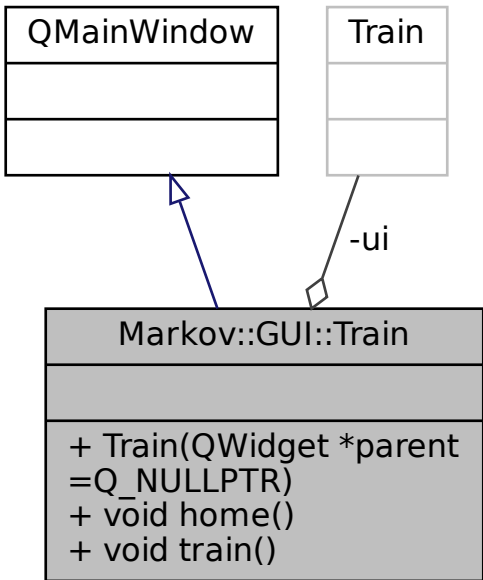 QMainWindow
Train
-ui
Markov::GUI::Train
+ Train(QWidget *parent
=Q_NULLPTR)
+ void home()
+ void train()